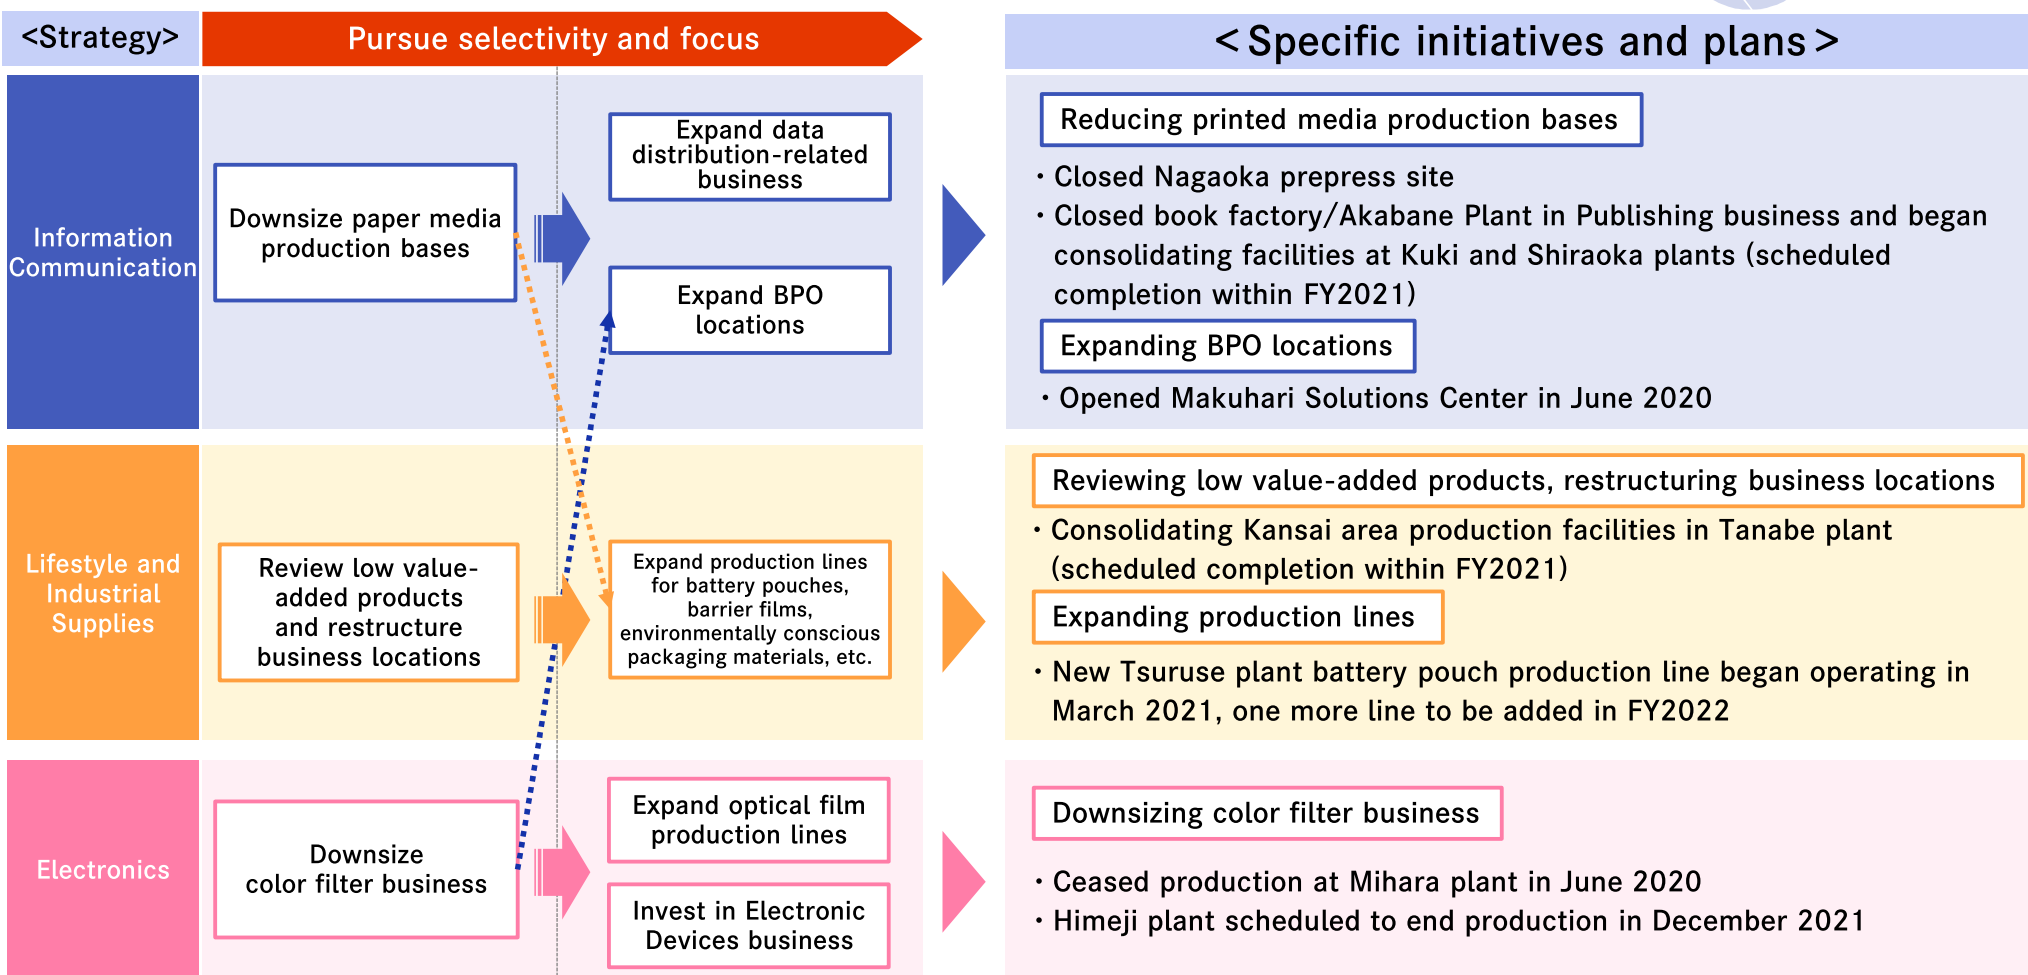 <Strategy>
Pursue selectivity and focus
<Specific initiatives and plans>
Information
Communication
Downsize paper media
production bases
Expand data
distribution-related
business
Expand BPO
locations
Reducing printed media production bases
・Closed Nagaoka prepress site
・Closed book factory/Akabane Plant in Publishing business and began
consolidating facilities at Kuki and Shiraoka plants (scheduled
completion within FY2021)
Expanding BPO locations
・Opened Makuhari Solutions Center in June 2020
Lifestyle and
Industrial
Supplies
Review low value-
added products
and restructure
business locations
Expand production lines
for battery pouches,
barrier films,
environmentally conscious
packaging materials, etc.
Reviewing low value-added products, restructuring business locations
・Consolidating Kansai area production facilities in Tanabe plant
(scheduled completion within FY2021)
Expanding production lines
・New Tsuruse plant battery pouch production line began operating in
March 2021, one more line to be added in FY2022
Electronics
Downsize
color filter business
Expand optical film
production lines
Invest in Electronic
Devices business
Downsizing color filter business
・Ceased production at Mihara plant in June 2020
・Himeji plant scheduled to end production in December 2021